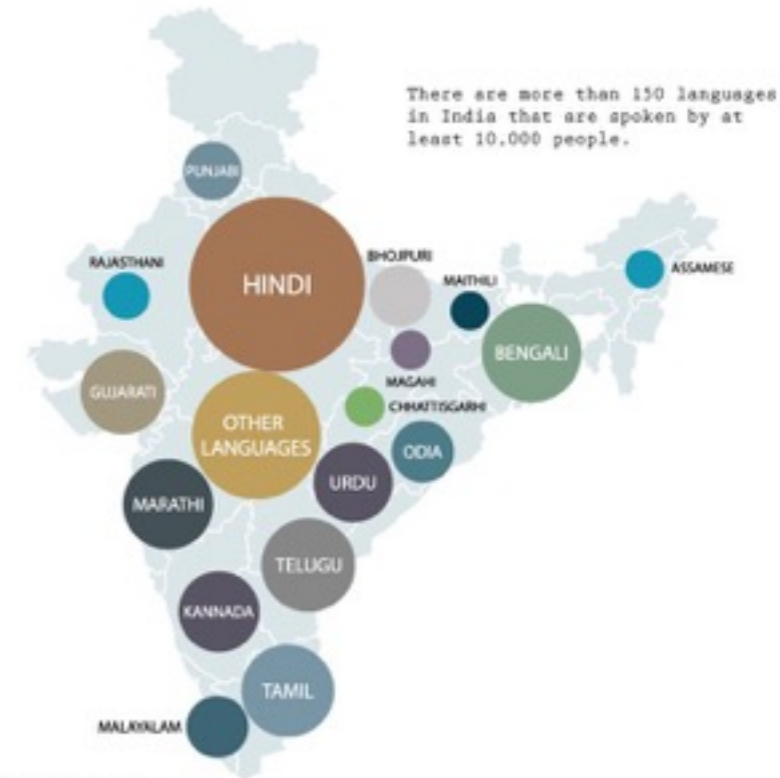 There are more than 150 languages
in India that are spoken by at
least 10,000 people.
PUNJABI
RAJASTHANI
HINDI
BHOJPURI
MAITHILI
ASSAMESE
BENGALI
MAGAHI
GUJARATI
CHHATTISGARHI
OTHER
LANGUAGES
ODIA
URDU
MARATHI
TELUGU
KANNADA
TAMIL
MALAYALAM